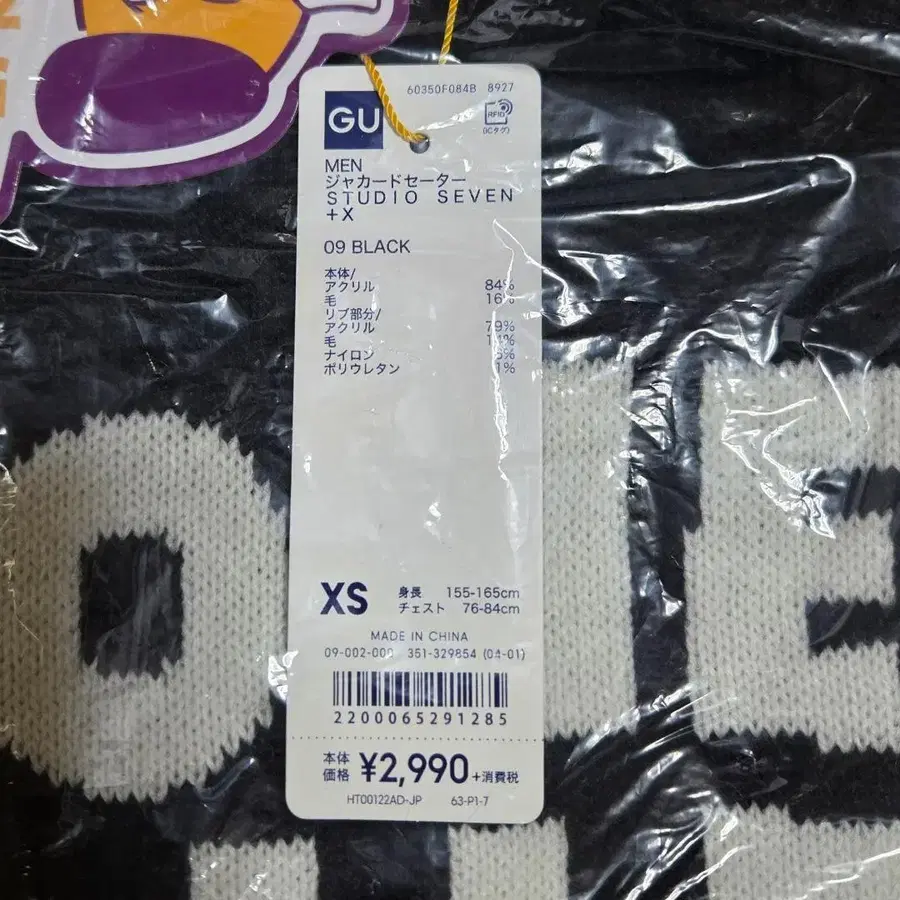 60350F084B 8927
GU
RFID
(ICタグ)
MEN
ジャカードセーター
STUDIO SEVEN
+X
09 BLACK
本体/
アクリル 84%
毛 16%
リブ部分/
アクリル 79%
毛
ナイロン
ポリウレタン 1%
XS 身長 155-165cm
チェスト 76-84cm
MADE IN CHINA
09-002-000 351-329854 (04-01)
2200065291285
本体価格 ¥2,990 +消費税
HT00122AD-JP 63-P1-7